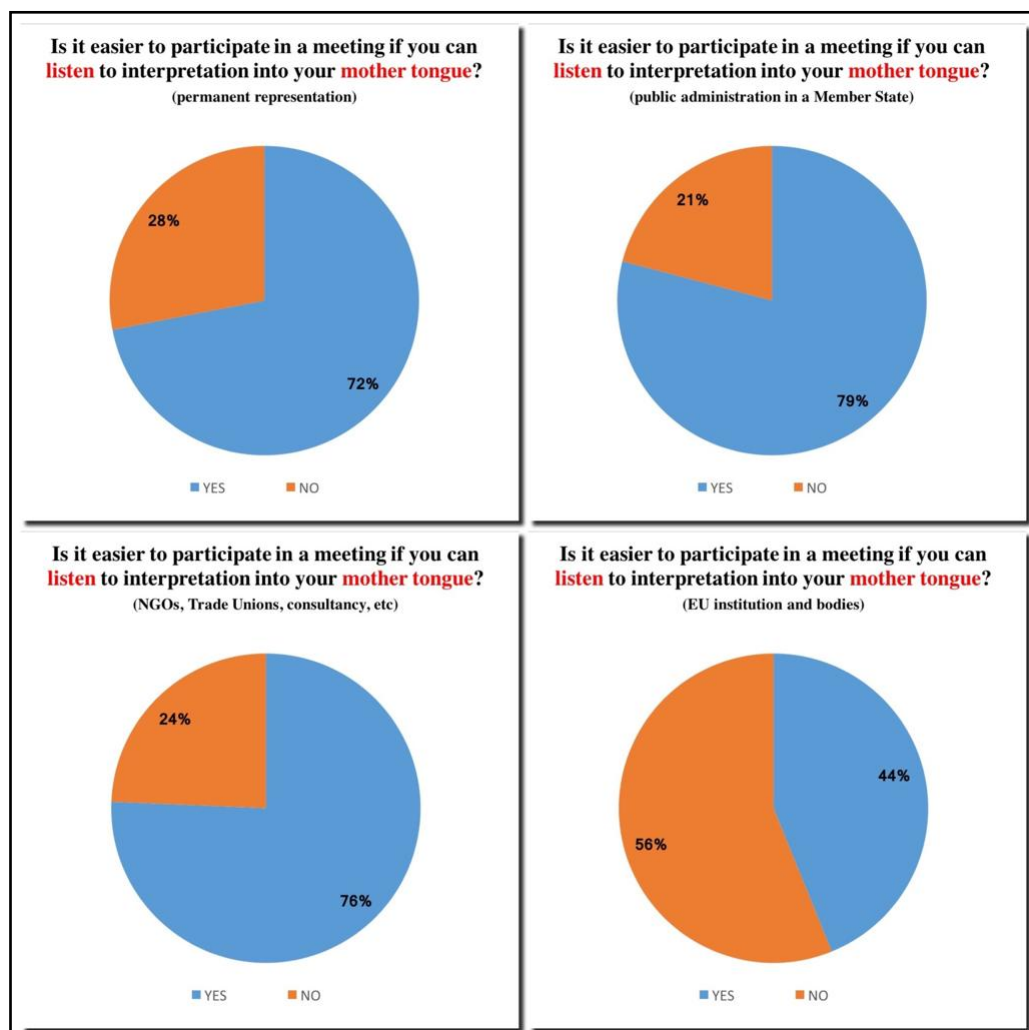 Is it easier to participate in a meeting if you can
listen to interpretation into your mother tongue?
(permanent representation)
28%
72%
YES NO
Is it easier to participate in a meeting if you can
listen to interpretation into your mother tongue?
(public administration in a Member State)
21%
79%
YES NO
Is it easier to participate in a meeting if you can
listen to interpretation into your mother tongue?
(NGOs, Trade Unions, consultancy, etc)
24%
76%
YES NO
Is it easier to participate in a meeting if you can
listen to interpretation into your mother tongue?
(EU institution and bodies)
44%
56%
YES NO